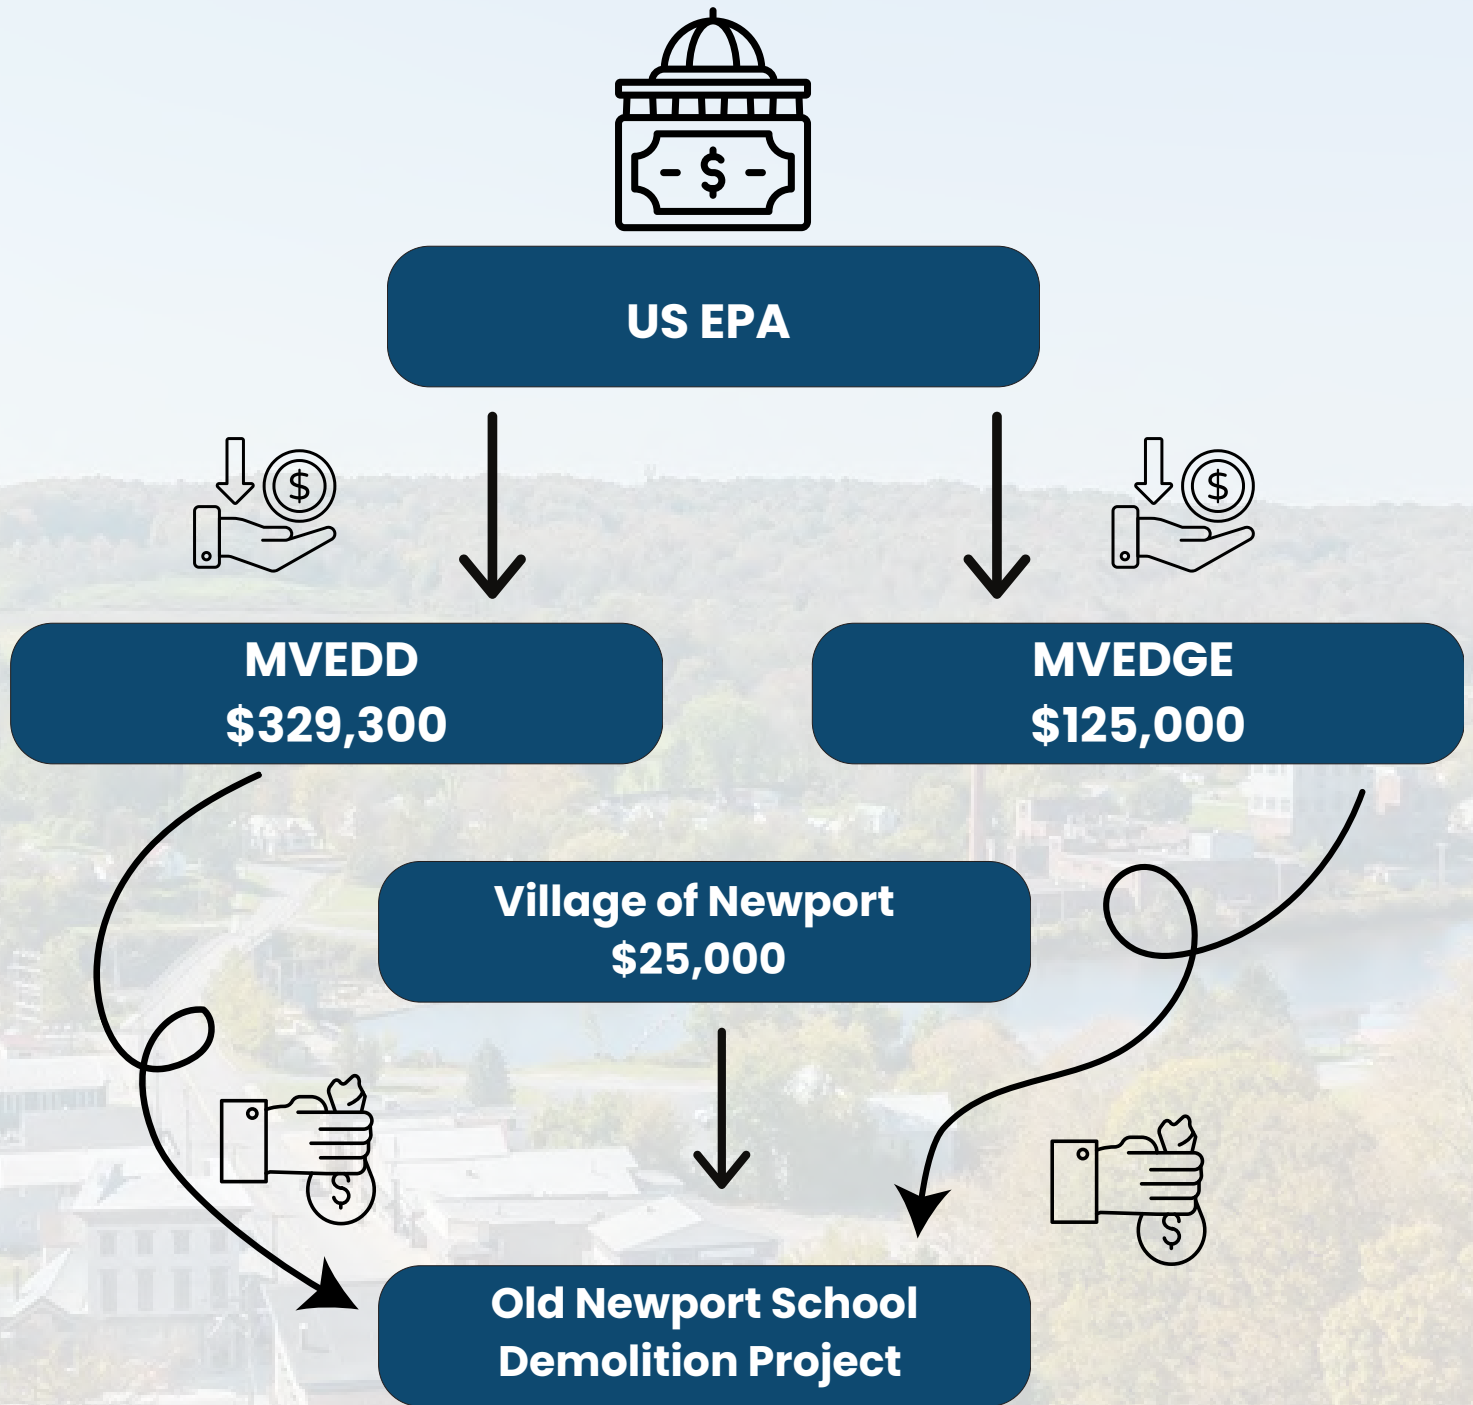 US EPA
MVEDD
$329,300
MVEDGE
$125,000
Village of Newport
$25,000
Old Newport School
Demolition Project